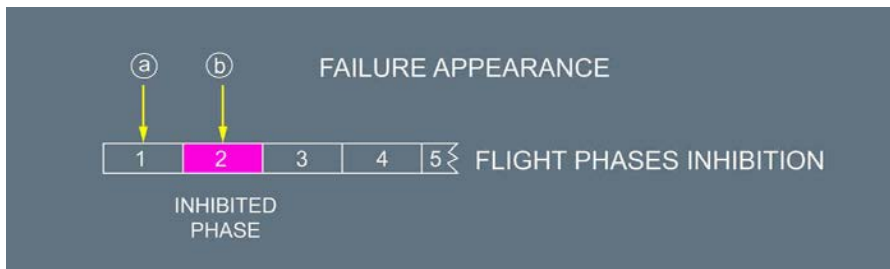 ⓐ ⓑ FAILURE APPEARANCE
1 2 3 4 5 FLIGHT PHASES INHIBITION
INHIBITED
PHASE